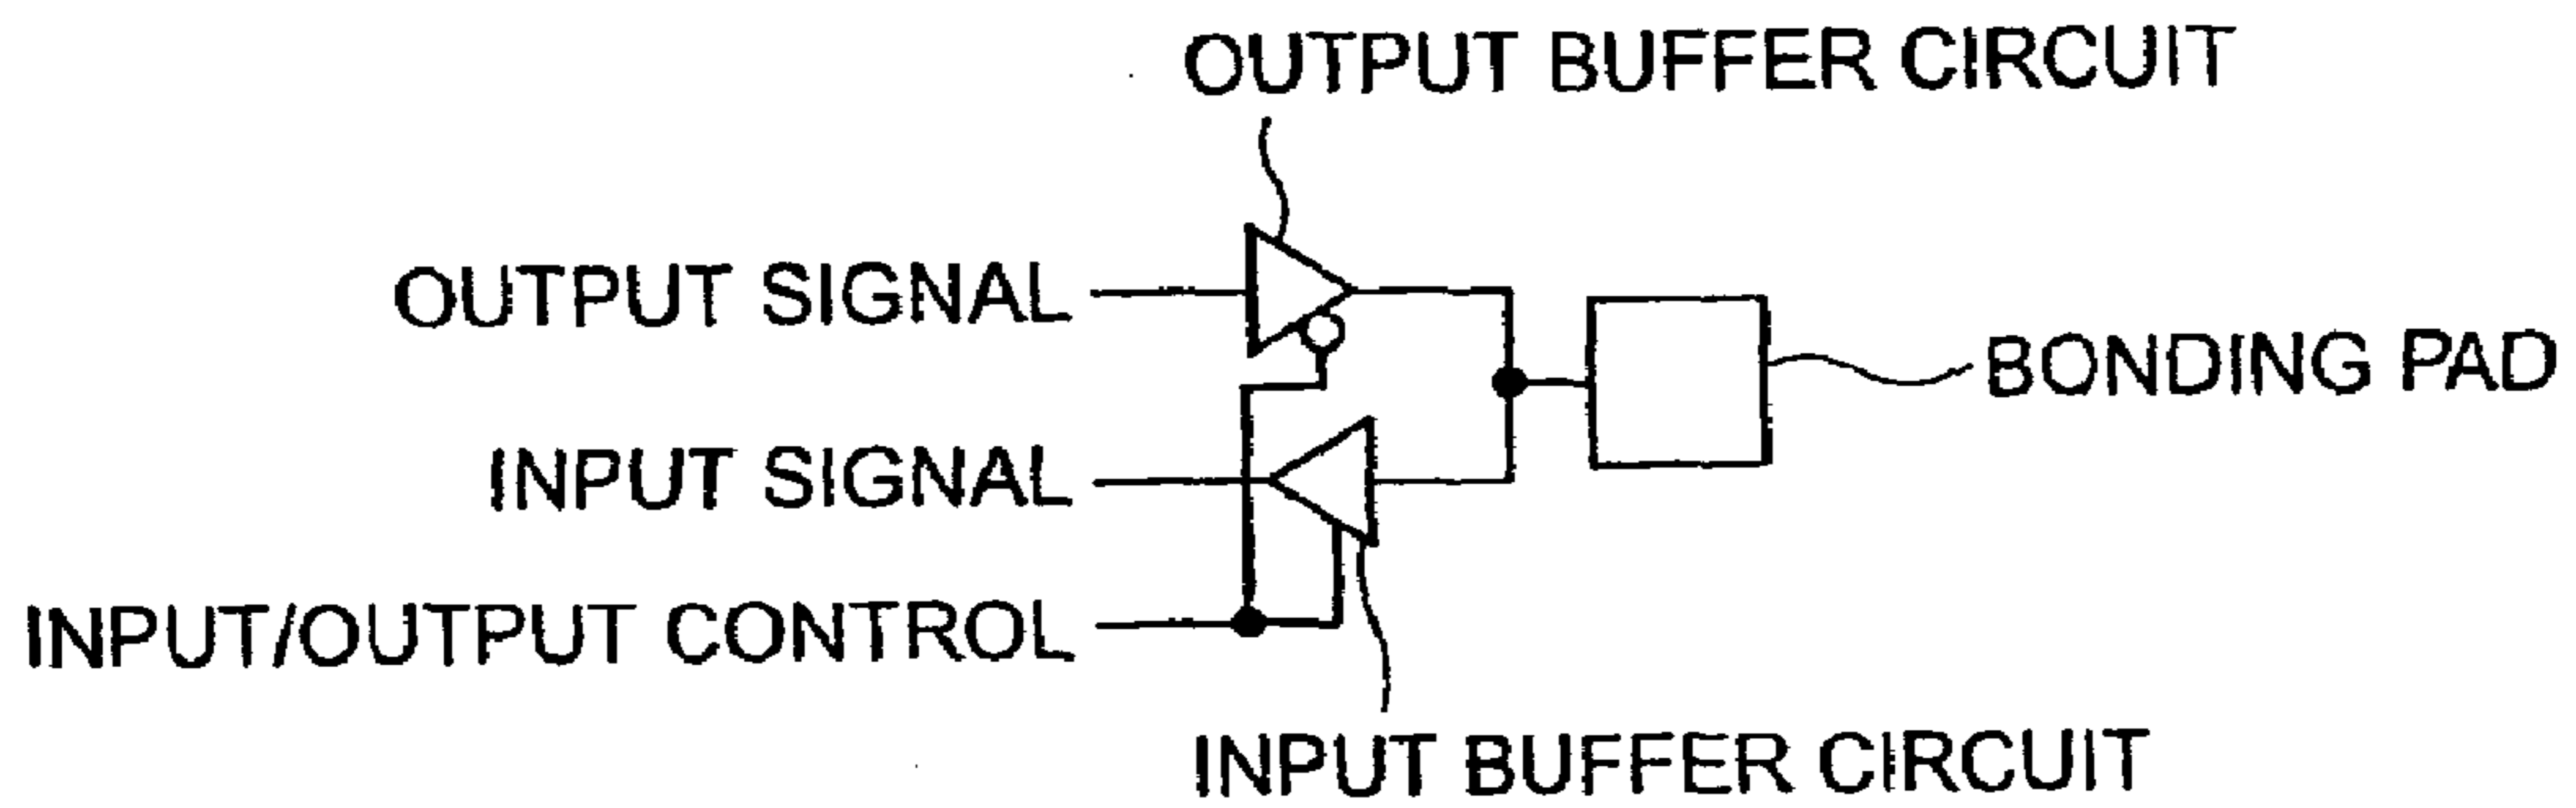 OUTPUT BUFFER CIRCUIT
OUTPUT SIGNAL
BONDING PAD
INPUT SIGNAL
INPUT/OUTPUT CONTROL
INPUT BUFFER CIRCUIT